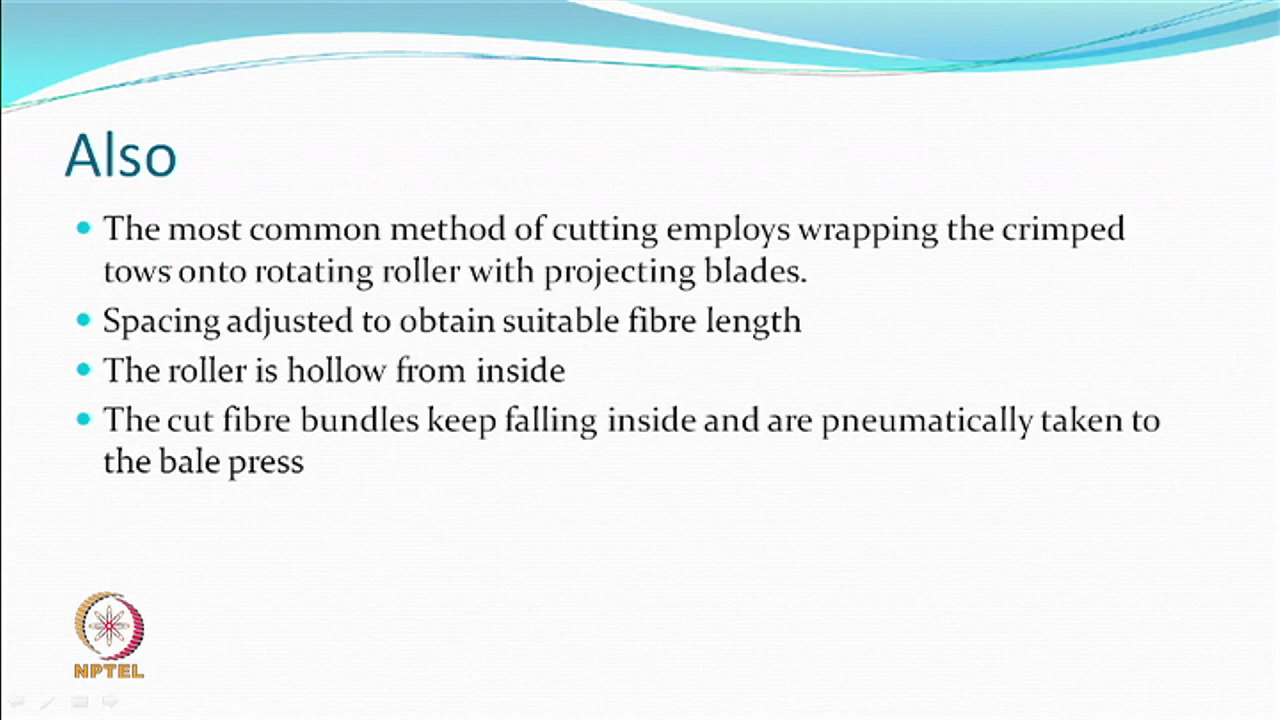 Also
The most common method of cutting employs wrapping the crimped
tows onto rotating roller with projecting blades.
Spacing adjusted to obtain suitable fibre length
The roller is hollow from inside
The cut fibre bundles keep falling inside and are pneumatically taken to
the bale press
NPTEL